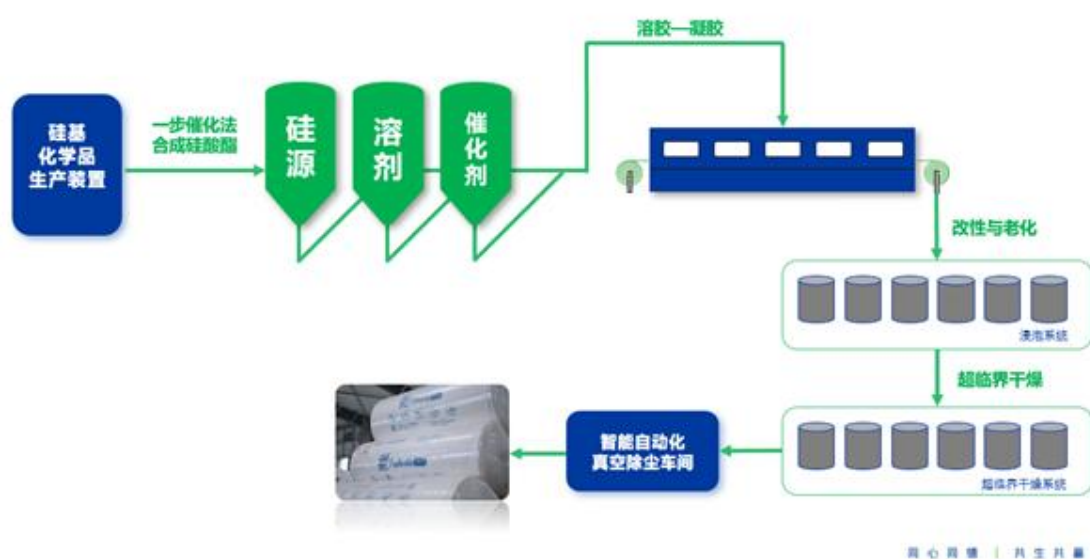 溶胶—凝胶
硅基
化学品
生产装置
一步催化法
合成硅酸酯
硅源
溶剂
催化剂
改性与老化
浸泡系统
超临界干燥
智能自动化
真空除尘车间
超临界干燥系统
同心同德 | 共生共赢